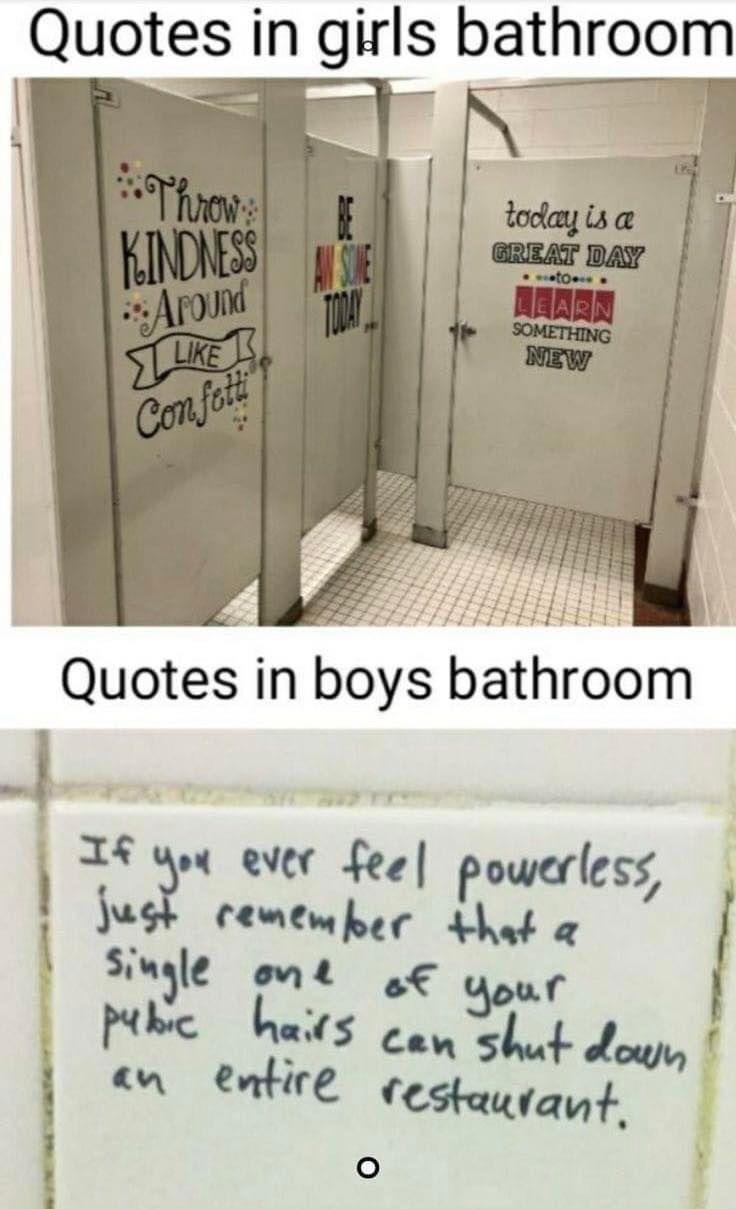 Quotes in girls bathroom
Throw
KINDNESS
Around
LIKE
Confetti
BE
AWESOME
TODAY
today is a
GREAT DAY
to
LEARN
SOMETHING
NEW
Quotes in boys bathroom
If you ever feel powerless,
just remember that a
single one of your
pubic hairs can shut down
an entire restaurant.